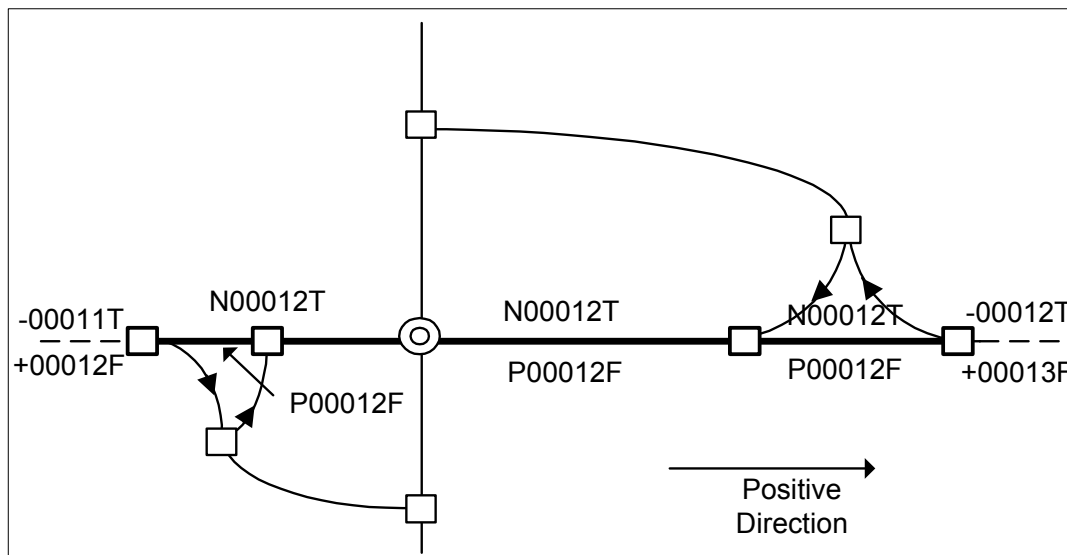 N00012T
-00011T
+00012F
P00012F
N00012T
P00012F
N00012T
P00012F
-00012T
+00013F
Positive
Direction